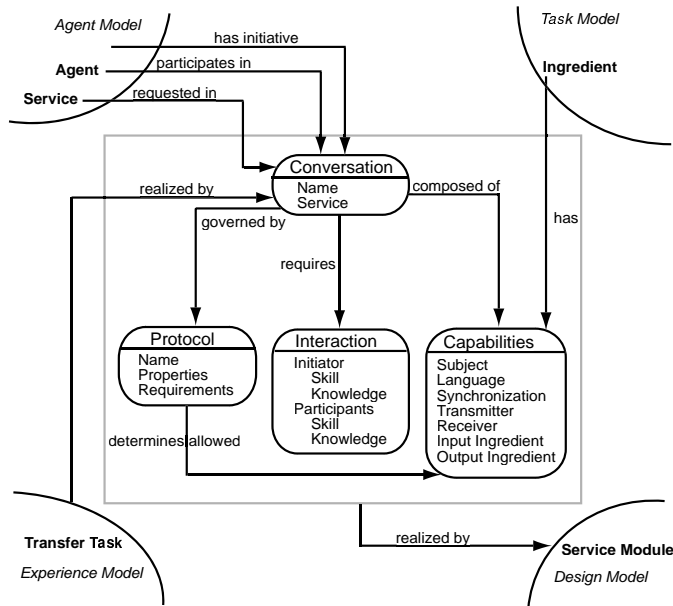 Agent Model
has initiative
Agent
participates in
Service
requested in
Task Model
Ingredient
realized by
Conversation
Name
Service
composed of
governed by
requires
has
Protocol
Name
Properties
Requirements
Interaction
Initiator
Skill
Knowledge
Participants
Skill
Knowledge
Capabilities
Subject
Language
Synchronization
Transmitter
Receiver
Input Ingredient
Output Ingredient
determines allowed
Transfer Task
Experience Model
realized by
Service Module
Design Model